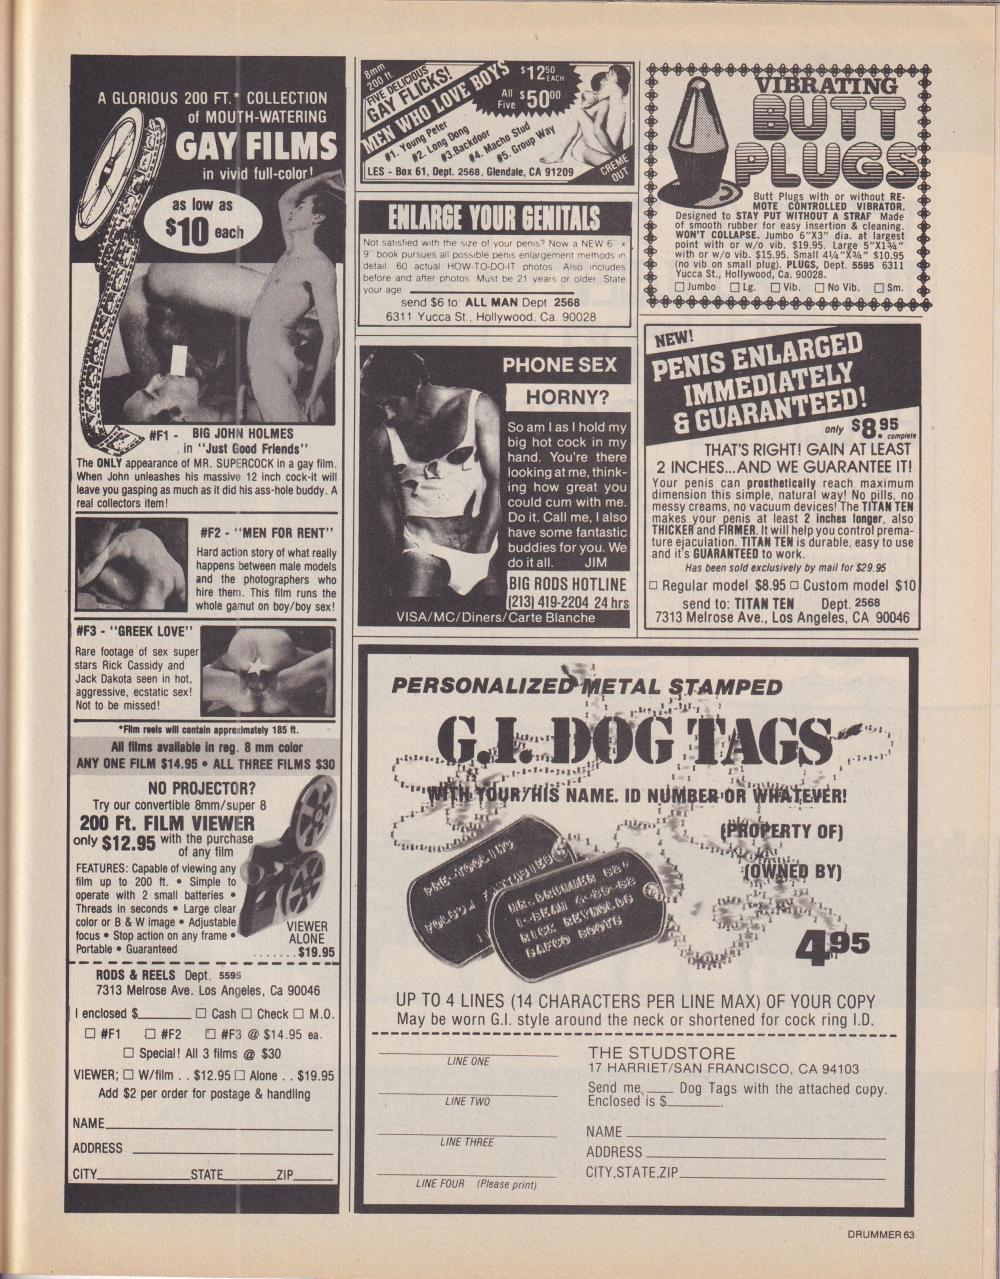 A GLORIOUS 200 FT.* COLLECTION
of MOUTH-WATERING
GAY FILMS
in vivid full-color!
as low as
$10 each
#F1 - BIG JOHN HOLMES
in "Just Good Friends"
The ONLY appearance of MR. SUPERCOCK in a gay film.
When John unleashes his massive 12 inch cock-it will
leave you gasping as much as it did his ass-hole buddy. A
real collectors item!
#F2 - "MEN FOR RENT"
Hard action story of what really
happens between male models
and the photographers who
hire them. This film runs the
whole gamut on boy/boy sex!
#F3 - "GREEK LOVE"
Rare footage of sex super
stars Rick Cassidy and
Jack Dakota seen in hot,
aggressive, ecstatic sex!
Not to be missed!
*Film reels will contain approximately 185 ft.
All films available in reg. 8 mm color
ANY ONE FILM $14.95 • ALL THREE FILMS $30
NO PROJECTOR?
Try our convertible 8mm/super 8
200 Ft. FILM VIEWER
only $12.95 with the purchase
of any film
FEATURES: Capable of viewing any
film up to 200 ft. • Simple to
operate with 2 small batteries •
Threads in seconds • Large clear
color or B & W image • Adjustable
focus • Stop action on any frame •
Portable • Guaranteed
VIEWER
ALONE
.......$19.95
RODS & REELS Dept. 5595
7313 Melrose Ave. Los Angeles, Ca 90046
I enclosed $________ ☐ Cash ☐ Check ☐ M.O.
☐ #F1 ☐ #F2 ☐ #F3 @ $14.95 ea.
☐ Special! All 3 films @ $30
VIEWER; ☐ W/film . . $12.95 ☐ Alone . . $19.95
Add $2 per order for postage & handling
NAME
ADDRESS
CITY STATE ZIP
8mm
200 ft.
FIVE DELICIOUS
GAY FLICKS!
MEN WHO LOVE BOYS
$12.50 EACH
All
Five $50.00
#1. Young Peter
#2. Long Dong
#3.Backdoor
#4. Macho Stud
#5. Group Way
LES - Box 61, Dept. 2568, Glendale, CA 91209
CREME
OUT
ENLARGE YOUR GENITALS
Not satisfied with the size of your penis? Now a NEW 6" x
9" book pursues all possible penis enlargement methods in
detail. 60 actual HOW-TO-DO-IT photos. Also includes
before and after photos. Must be 21 years or older. State
your age
send $6 to: ALL MAN Dept 2568
6311 Yucca St., Hollywood, Ca. 90028
PHONE SEX
HORNY?
So am I as I hold my
big hot cock in my
hand. You're there
looking at me, think-
ing how great you
could cum with me.
Do it. Call me, I also
have some fantastic
buddies for you. We
do it all. JIM
BIG RODS HOTLINE
(213) 419-2204 24 hrs
VISA/MC/Diners/Carte Blanche
VIBRATING
BUTT
PLUGS
Butt Plugs with or without RE-
MOTE CONTROLLED VIBRATOR.
Designed to STAY PUT WITHOUT A STRAP Made
of smooth rubber for easy insertion & cleaning.
WON'T COLLAPSE. Jumbo 6"X3" dia. at largest
point with or w/o vib. $19.95. Large 5"X1¾"
with or w/o vib. $15.95. Small 4¼"X¾" $10.95
(no vib on small plug). PLUGS, Dept. 5595 6311
Yucca St., Hollywood, Ca. 90028.
☐ Jumbo ☐ Lg. ☐ Vib. ☐ No Vib. ☐ Sm.
NEW!
PENIS ENLARGED
IMMEDIATELY
& GUARANTEED!
only $8.95 complete
THAT'S RIGHT! GAIN AT LEAST
2 INCHES...AND WE GUARANTEE IT!
Your penis can prosthetically reach maximum
dimension this simple, natural way! No pills, no
messy creams, no vacuum devices! The TITAN TEN
makes your penis at least 2 inches longer, also
THICKER and FIRMER. It will help you control prema-
ture ejaculation. TITAN TEN is durable, easy to use
and it's GUARANTEED to work.
Has been sold exclusively by mail for $29.95
☐ Regular model $8.95 ☐ Custom model $10
send to: TITAN TEN Dept. 2568
7313 Melrose Ave., Los Angeles, CA 90046
PERSONALIZED METAL STAMPED
G.I. DOG TAGS
WITH YOUR/HIS NAME. ID NUMBER OR WHATEVER!
(PROPERTY OF)
(OWNED BY)
MR. DRUMMER 82'
I-BEAM 4-25-82
RICK REYNOLDS
4.95
UP TO 4 LINES (14 CHARACTERS PER LINE MAX) OF YOUR COPY
May be worn G.I. style around the neck or shortened for cock ring I.D.
LINE ONE
LINE TWO
LINE THREE
LINE FOUR (Please print)
THE STUDSTORE
17 HARRIET/SAN FRANCISCO, CA 94103
Send me ____ Dog Tags with the attached copy.
Enclosed is $________.
NAME
ADDRESS
CITY,STATE,ZIP
DRUMMER 63